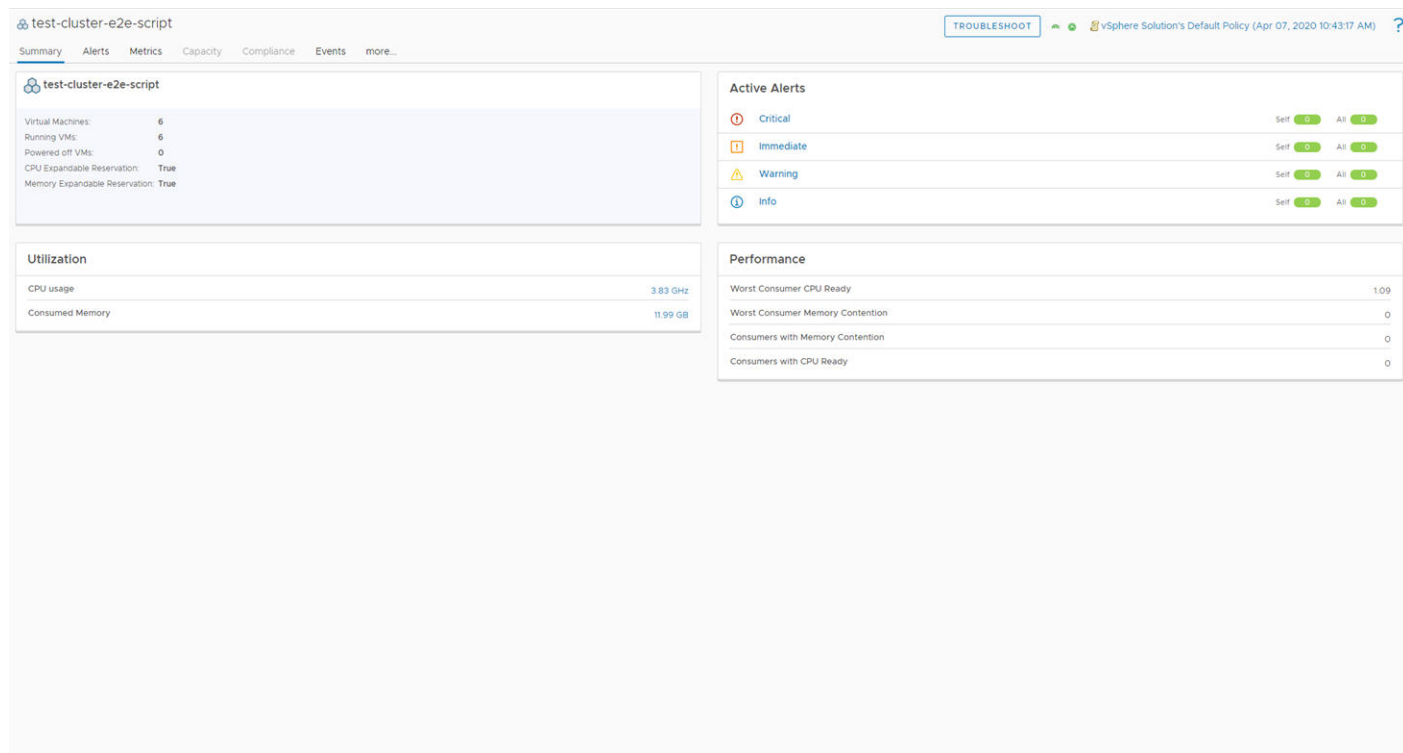 test-cluster-e2e-script
TROUBLESHOOT
vSphere Solution's Default Policy (Apr 07, 2020 10:43:17 AM)
?
Summary Alerts Metrics Capacity Compliance Events more...
test-cluster-e2e-script
Virtual Machines: 6
Running VMs: 6
Powered off VMs: 0
CPU Expandable Reservation: True
Memory Expandable Reservation: True
Active Alerts
Critical Self 0 All 0
Immediate Self 0 All 0
Warning Self 0 All 0
Info Self 0 All 0
Utilization
CPU usage 3.83 GHz
Consumed Memory 11.99 GB
Performance
Worst Consumer CPU Ready 1.09
Worst Consumer Memory Contention 0
Consumers with Memory Contention 0
Consumers with CPU Ready 0